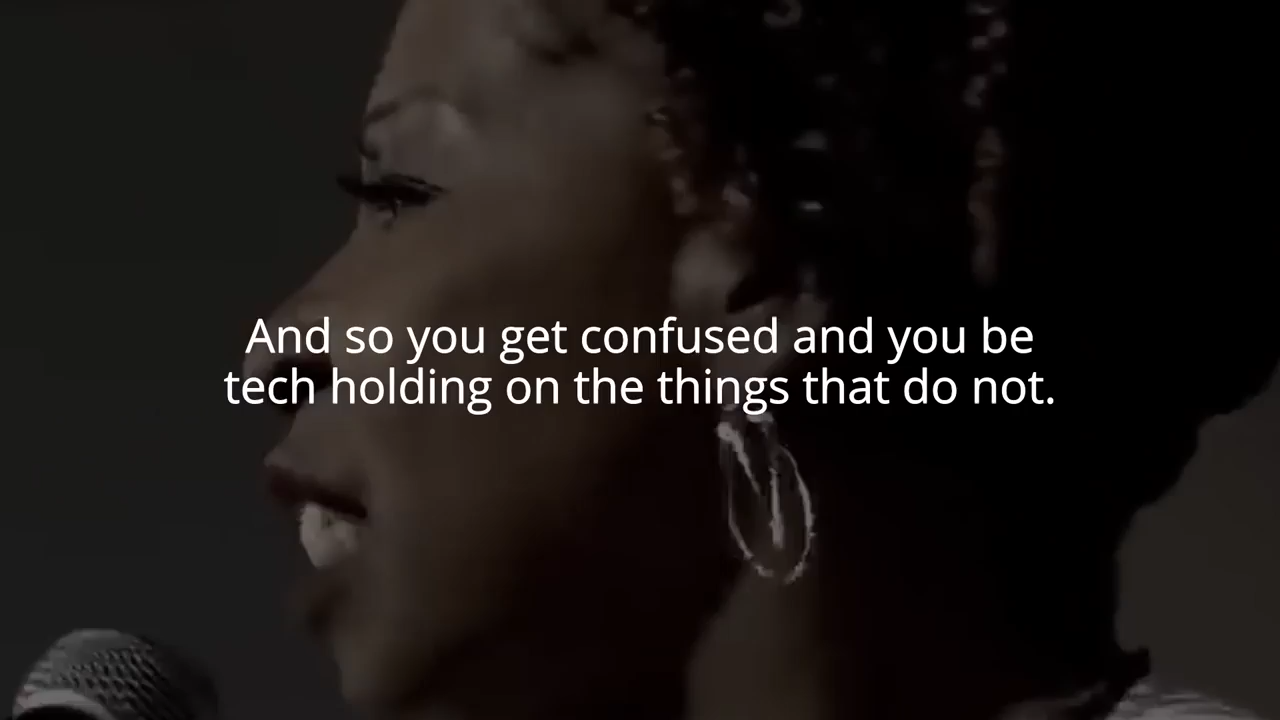 And so you get confused and you be
tech holding on the things that do not.